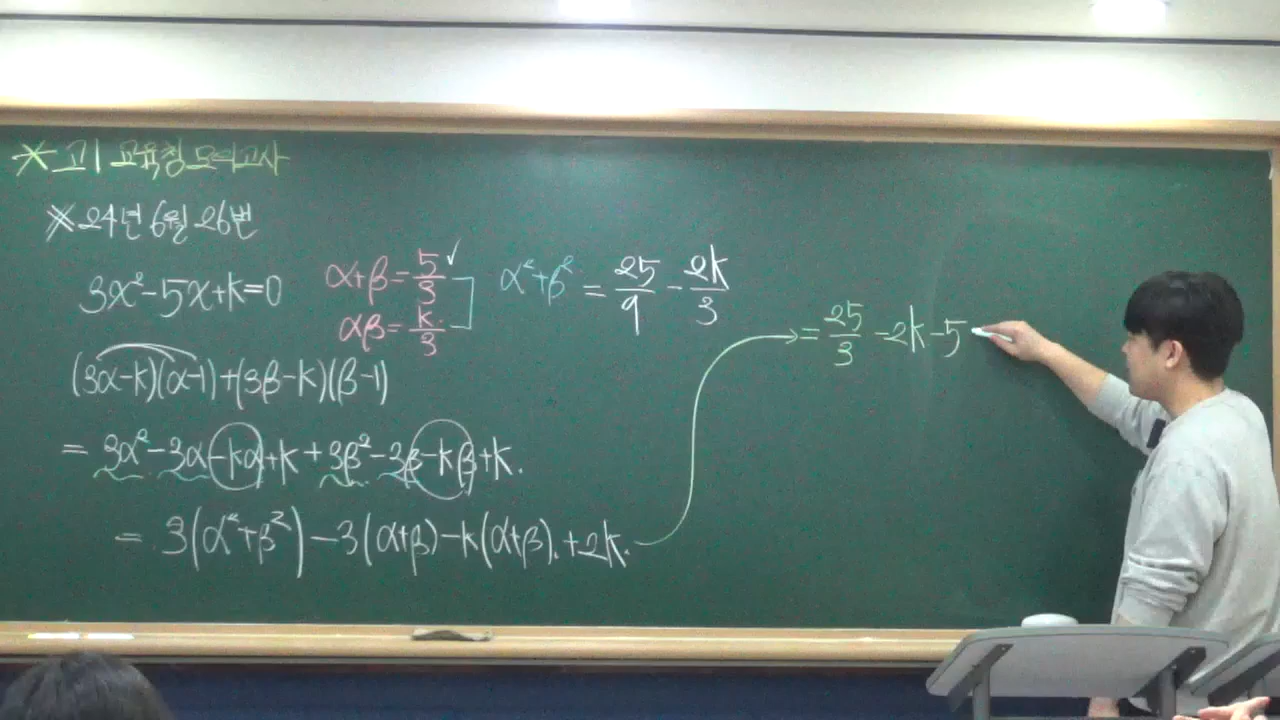 * 고1 교육청 모의고사
※ 24년 6월 26번
3x²-5x+k=0
α+β=5/3 ✓
αβ=k/3
α²+β² = 25/9 - 2k/3
(3α-k)(α-1)+(3β-k)(β-1)
= 3α²-3α-kα+k+3β²-3β-kβ+k.
= 3(α²+β²)-3(α+β)-k(α+β).+2k.
= 25/3 -2k-5